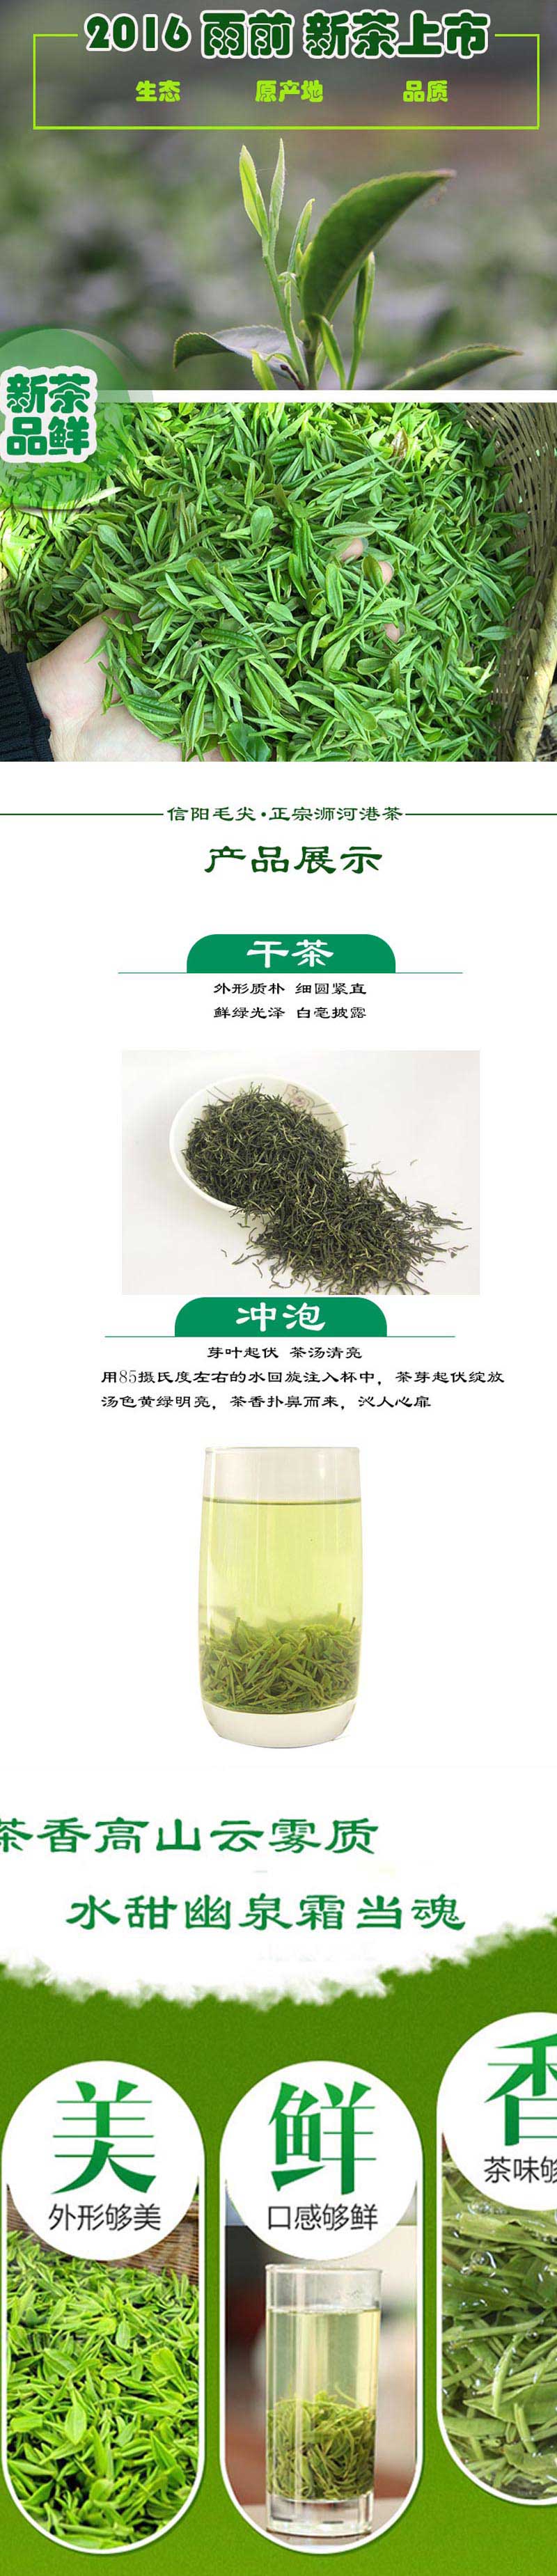 2016 雨前 新茶上市
生态 原产地 品质
新茶
品鲜
信阳毛尖·正宗浉河港茶
产品展示
干茶
外形质朴 细圆紧直
鲜绿光泽 白毫披露
冲泡
芽叶起伏 茶汤清亮
用85摄氏度左右的水回旋注入杯中，茶芽起伏绽放
汤色黄绿明亮，茶香扑鼻而来，沁人心扉
茶香高山云雾质
水甜幽泉霜当魂
美
外形够美
鲜
口感够鲜
香
茶味够